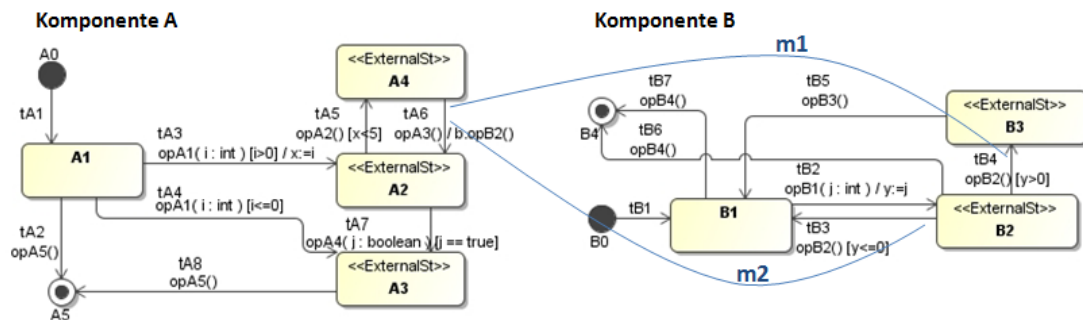 Komponente A
Komponente B
A0
tA1
A1
tA2
opA5()
A5
tA3
opA1( i : int ) [i>0] / x:=i
tA4
opA1( i : int ) [i<=0]
<<ExternalSt>>
A4
tA5
opA2() [x<5]
tA6
opA3() / b.opB2()
<<ExternalSt>>
A2
tA7
opA4( j : boolean ) [j == true]
<<ExternalSt>>
A3
tA8
opA5()
m1
m2
tB7
opB4()
B4
tB6
opB4()
tB5
opB3()
<<ExternalSt>>
B3
tB4
opB2() [y>0]
tB2
opB1( j : int ) / y:=j
B0
tB1
B1
<<ExternalSt>>
B2
tB3
opB2() [y<=0]